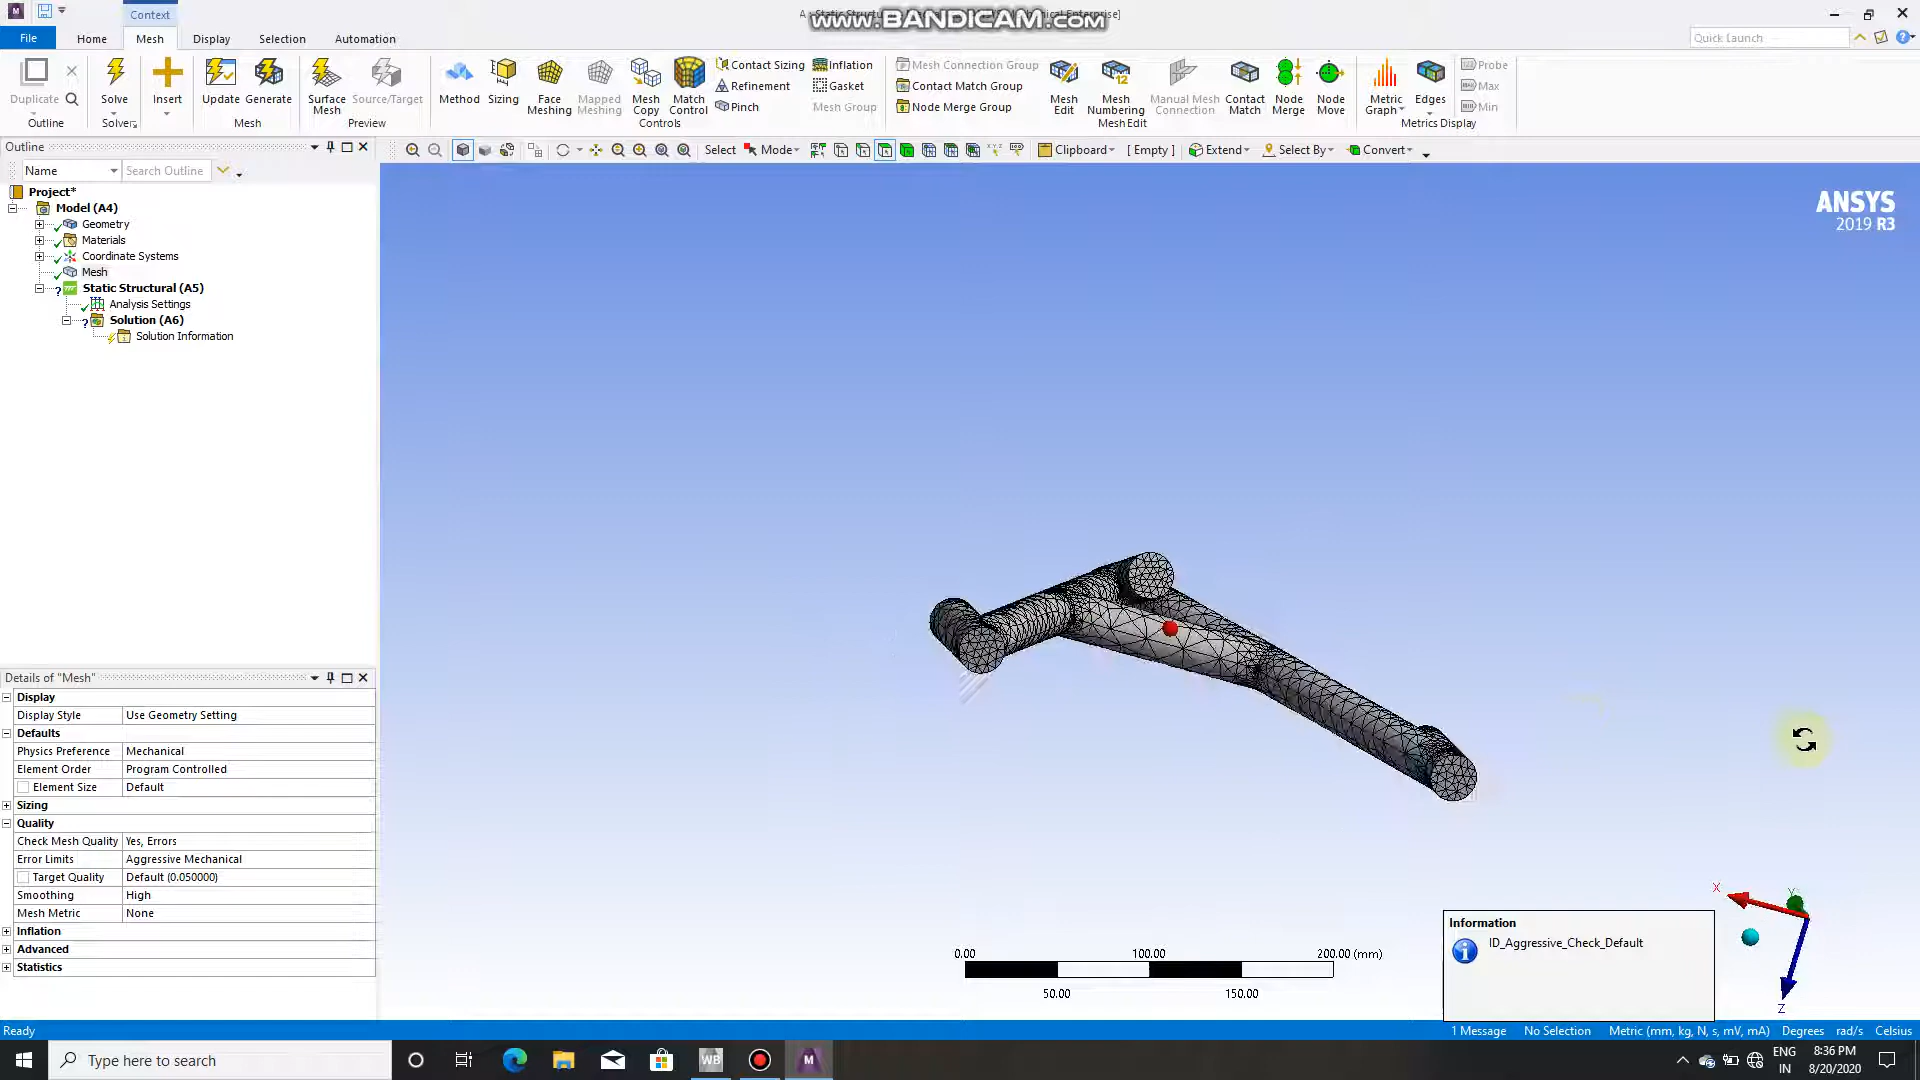 Context
A : Static Struct
echanical Enterprise]
www.BANDICAM.com
File Home Mesh Display Selection Automation
Quick Launch
Duplicate
Outline
Solve
Solver
Insert
Update Generate
Mesh
Surface Mesh
Source/Target
Preview
Method Sizing Face Meshing Mapped Meshing Mesh Copy Match Control
Contact Sizing Inflation
Refinement Gasket
Pinch Mesh Group
Controls
Mesh Connection Group
Contact Match Group
Node Merge Group
Mesh Edit Mesh Numbering Manual Mesh Connection Contact Match Node Merge Node Move
Mesh Edit
Metric Graph Edges
Probe
Max
Min
Metrics Display
Outline
Name Search Outline
Select Mode Clipboard [ Empty ] Extend Select By Convert
Project*
Model (A4)
Geometry
Materials
Coordinate Systems
Mesh
Static Structural (A5)
Analysis Settings
Solution (A6)
Solution Information
ANSYS
2019 R3
Details of "Mesh"
Display
Display Style Use Geometry Setting
Defaults
Physics Preference Mechanical
Element Order Program Controlled
Element Size Default
Sizing
Quality
Check Mesh Quality Yes, Errors
Error Limits Aggressive Mechanical
Target Quality Default (0.050000)
Smoothing High
Mesh Metric None
Inflation
Advanced
Statistics
0.00 100.00 200.00 (mm)
50.00 150.00
Information
ID_Aggressive_Check_Default
X
Y
Z
Ready
1 Message No Selection Metric (mm, kg, N, s, mV, mA) Degrees rad/s Celsius
Type here to search
WB
M
ENG
IN
8:36 PM
8/20/2020